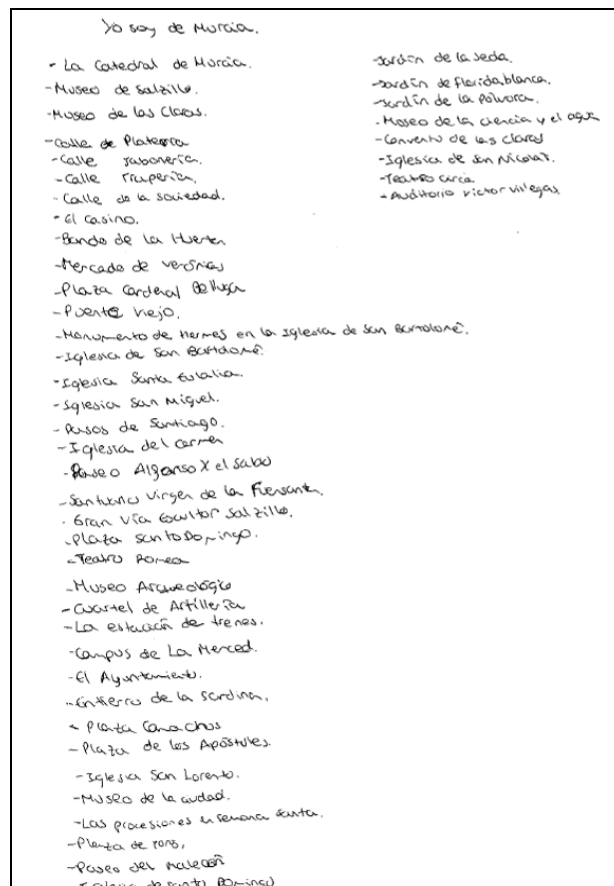 Yo soy de Murcia.
- La Catedral de Murcia.
- Museo de Salzillo.
- Museo de las Claras.
- Calle de Platería
- Calle Jabonería.
- Calle Trapería.
- Calle de la sociedad.
- El Casino.
- Bando de la Huerta
- Mercado de Verónicas
- Plaza Cardenal Belluga
- Puente Viejo.
- Monumento de Hermes en la Iglesia de San Bartolomé.
- Iglesia de San Bartolomé.
- Iglesia Santa Eulalia.
- Iglesia San Miguel.
- Pasos de Santiago.
- Iglesia del Carmen
- Paseo Alfonso X el Sabio
- Santuario Virgen de la Fuensanta.
- Gran Vía Escultor Salzillo.
- Plaza Santo Domingo.
- Teatro Romea
- Museo Arqueológico
- Cuartel de Artillería
- La estación de trenes.
- Campus de La Merced.
- El Ayuntamiento.
- Entierro de la Sardina.
- Plaza Camachos
- Plaza de los Apóstoles.
- Iglesia San Lorenzo.
- Museo de la ciudad.
- Las procesiones en Semana Santa.
- Plaza de toros.
- Paseo del Malecón
- Iglesia de Santo Domingo
- Jardín de la Seda.
- Jardín de Floridablanca.
- Jardín de la Pólvora.
- Museo de la ciencia y el agua
- Convento de las Claras
- Iglesia de San Nicolás.
- Teatro circo.
- Auditorio Victor Villegas